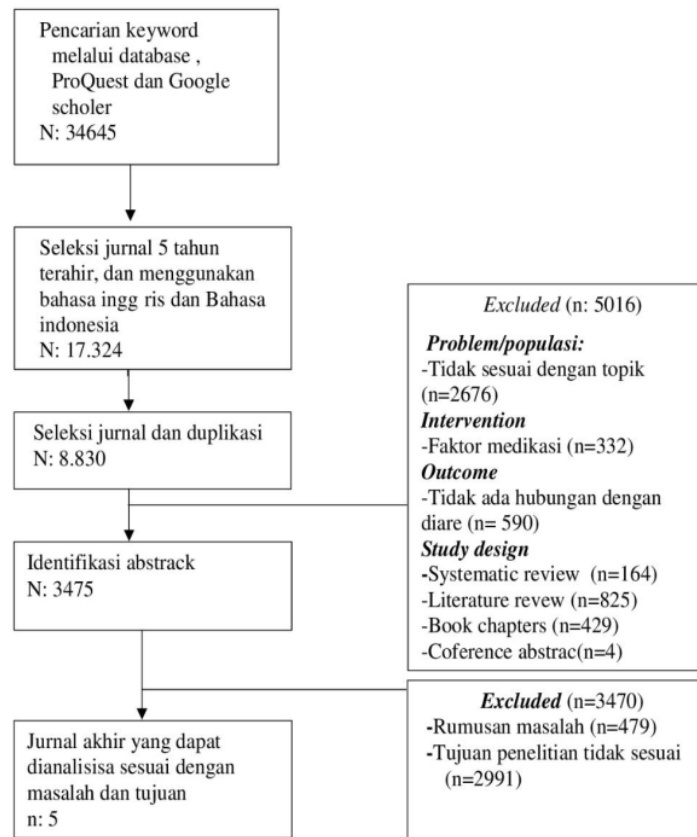 Pencarian keyword
melalui database ,
ProQuest dan Google
scholer
N: 34645
Seleksi jurnal 5 tahun
terahir, dan menggunakan
bahasa ingg ris dan Bahasa
indonesia
N: 17.324
Seleksi jurnal dan duplikasi
N: 8.830
Excluded (n: 5016)
Problem/populasi:
-Tidak sesuai dengan topik
(n=2676)
Intervention
-Faktor medikasi (n=332)
Outcome
-Tidak ada hubungan dengan
diare (n= 590)
Study design
-Systematic review (n=164)
-Literature revew (n=825)
-Book chapters (n=429)
-Coference abstrac(n=4)
Identifikasi abstrack
N: 3475
Excluded (n=3470)
-Rumusan masalah (n=479)
-Tujuan penelitian tidak sesuai
(n=2991)
Jurnal akhir yang dapat
dianalisisa sesuai dengan
masalah dan tujuan
n: 5